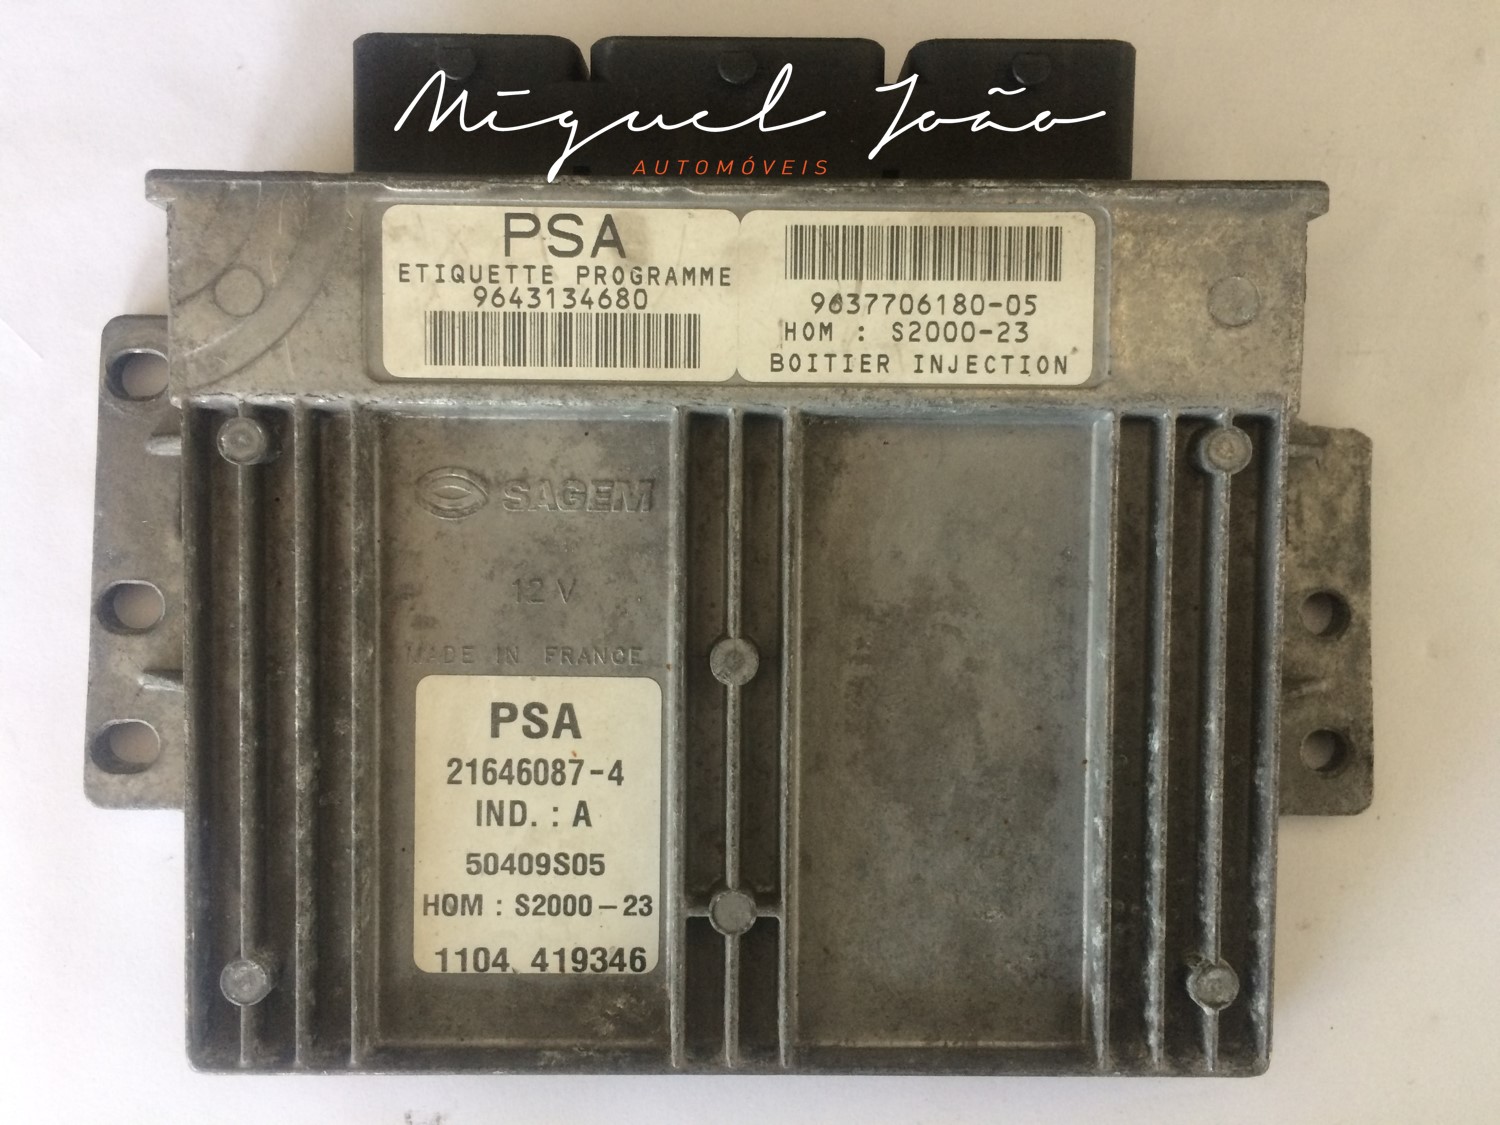 Miguel João
AUTOMÓVEIS
PSA
ETIQUETTE PROGRAMME
9643134680
9637706180-05
HOM : S2000-23
BOITIER INJECTION
SAGEM
12 V
MADE IN FRANCE
PSA
21646087-4
IND. : A
50409S05
HOM : S2000-23
1104 419346